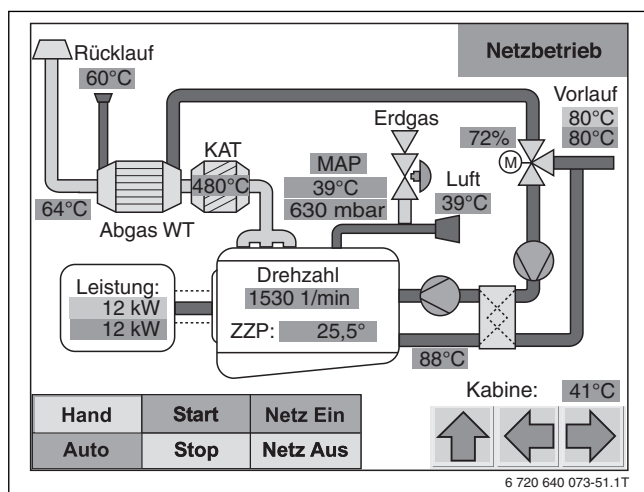 Rücklauf
60°C
Netzbetrieb
Vorlauf
80°C
80°C
72%
M
Erdgas
KAT
480°C
MAP
39°C
630 mbar
Luft
39°C
64°C
Abgas WT
Leistung:
12 kW
12 kW
Drehzahl
1530 1/min
ZZP: 25,5°
88°C
Kabine: 41°C
Hand Start Netz Ein
Auto Stop Netz Aus
6 720 640 073-51.1T